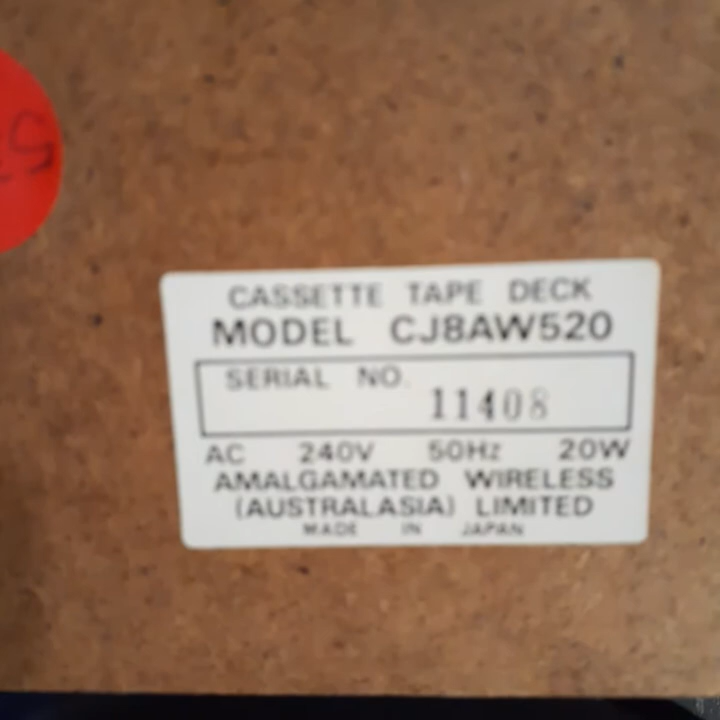 CASSETTE TAPE DECK
MODEL CJ8AW520
SERIAL NO.
11408
AC 240V 50Hz 20W
AMALGAMATED WIRELESS
(AUSTRALASIA) LIMITED
MADE IN JAPAN